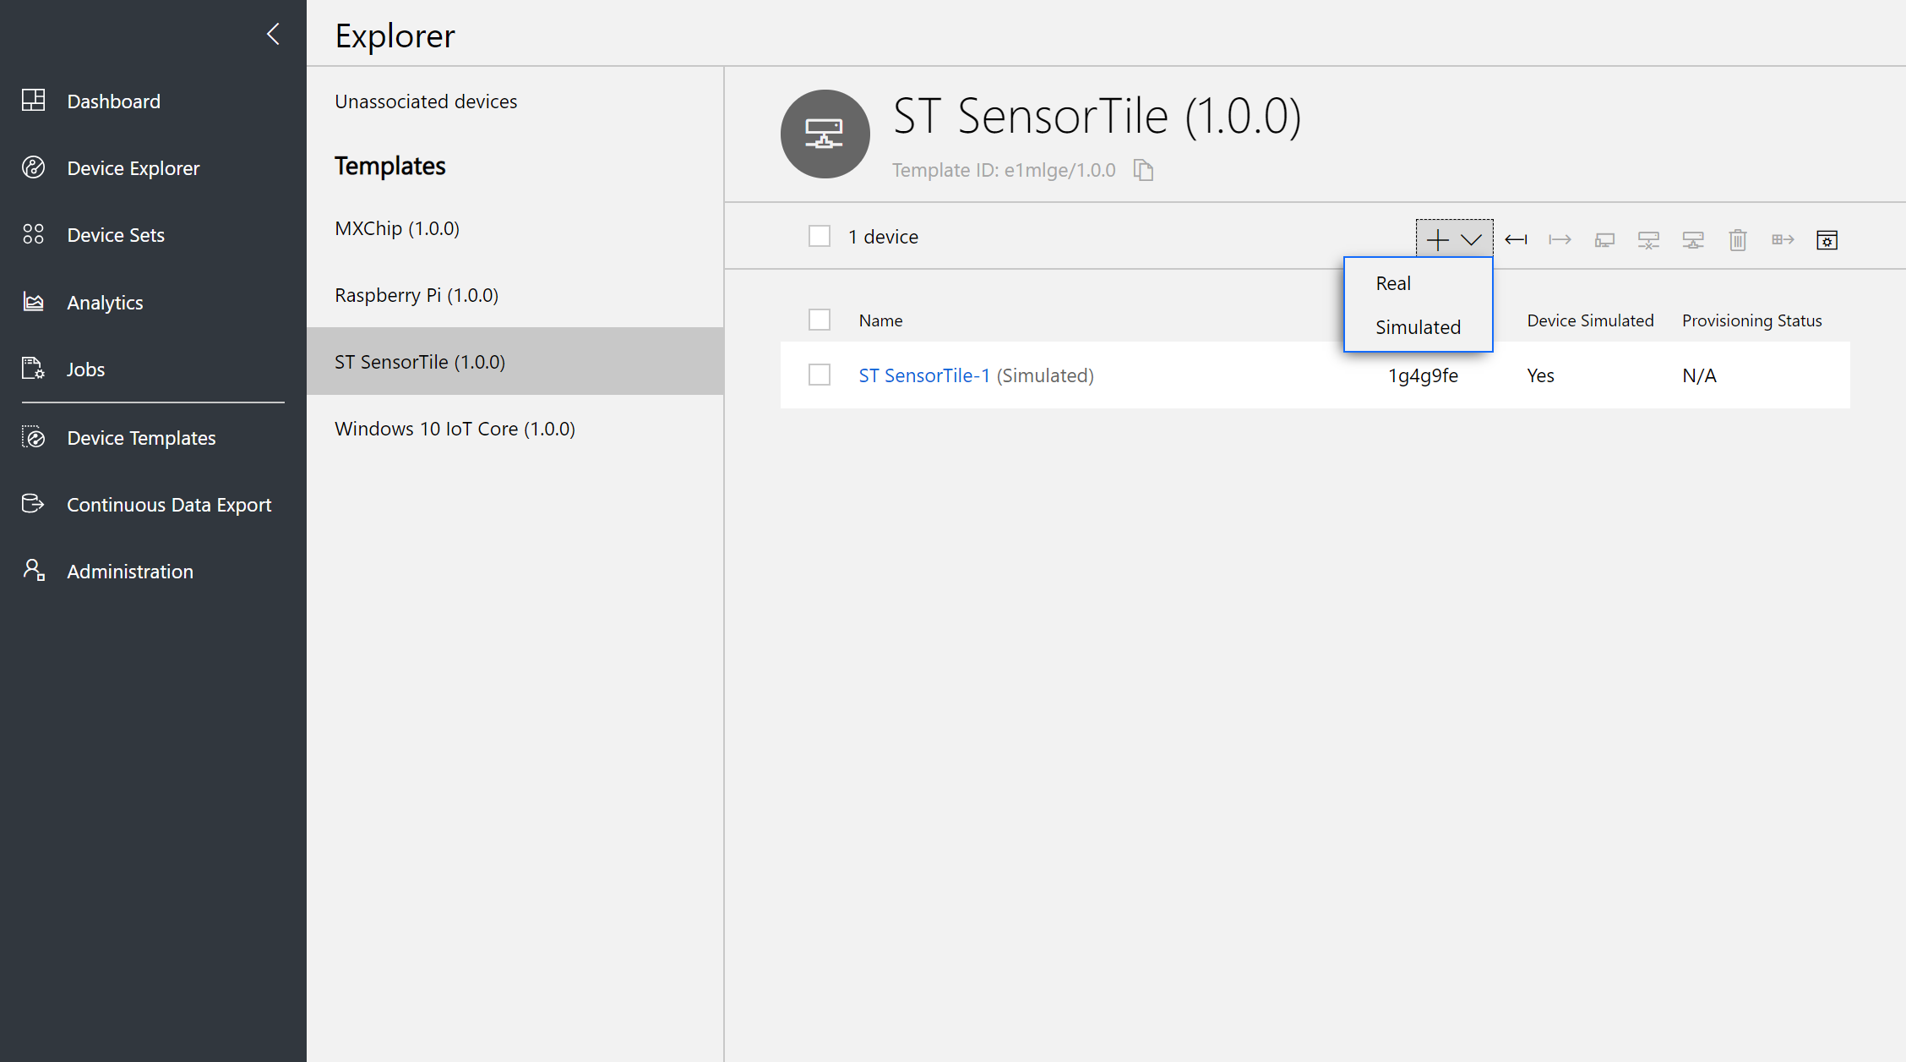 Explorer
Dashboard
Device Explorer
Device Sets
Analytics
Jobs
Device Templates
Continuous Data Export
Administration
Unassociated devices
Templates
MXChip (1.0.0)
Raspberry Pi (1.0.0)
ST SensorTile (1.0.0)
Windows 10 IoT Core (1.0.0)
ST SensorTile (1.0.0)
Template ID: e1mlge/1.0.0
1 device
Real
Simulated
Name Device Simulated Provisioning Status
ST SensorTile-1 (Simulated) 1g4g9fe Yes N/A